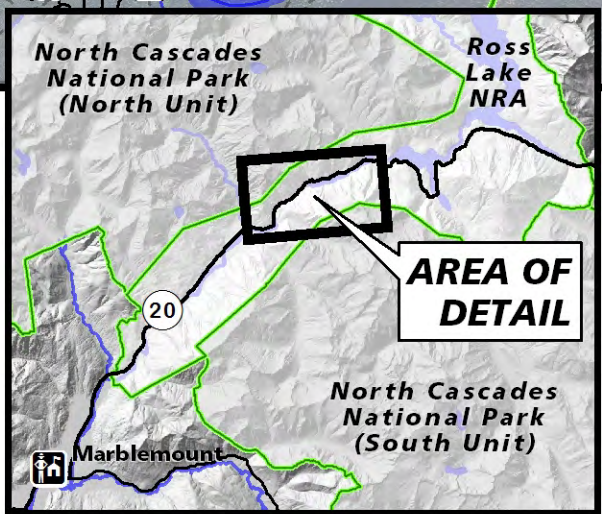 North Cascades
National Park
(North Unit)
Ross
Lake
NRA
AREA OF
DETAIL
20
North Cascades
National Park
(South Unit)
Marblemount